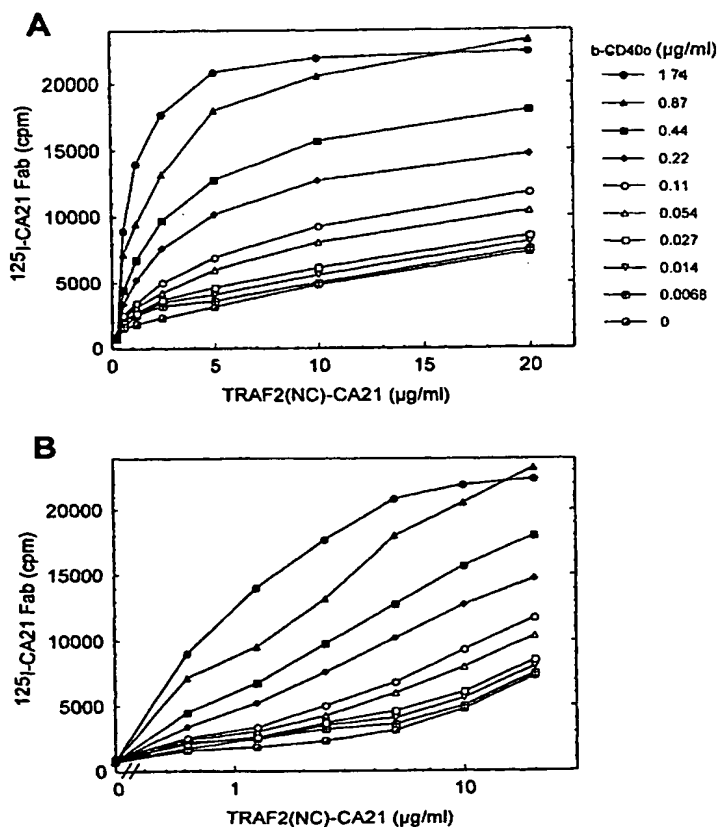 A
b-CD40o (µg/ml)
1.74
0.87
0.44
0.22
0.11
0.054
0.027
0.014
0.0068
0
125I-CA21 Fab (cpm)
20000
15000
10000
5000
0
0 5 10 15 20
TRAF2(NC)-CA21 (µg/ml)
B
125I-CA21 Fab (cpm)
20000
15000
10000
5000
0
0 1 10
TRAF2(NC)-CA21 (µg/ml)